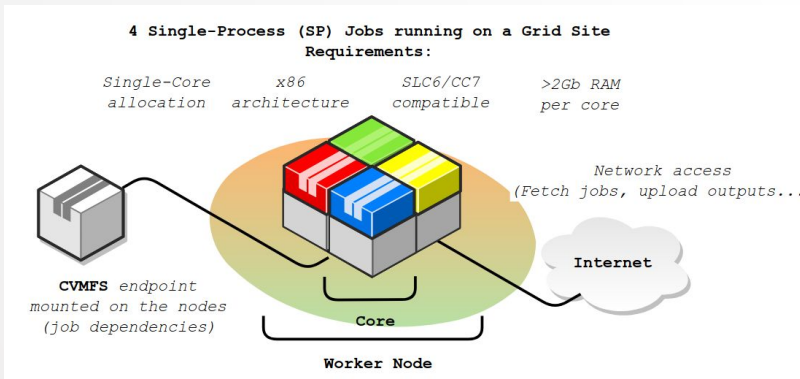 4 Single-Process (SP) Jobs running on a Grid Site
Requirements:
Single-Core
allocation
x86
architecture
SLC6/CC7
compatible
>2Gb RAM
per core
Network access
(Fetch jobs, upload outputs...
Internet
CVMFS endpoint
mounted on the nodes
(job dependencies)
Core
Worker Node